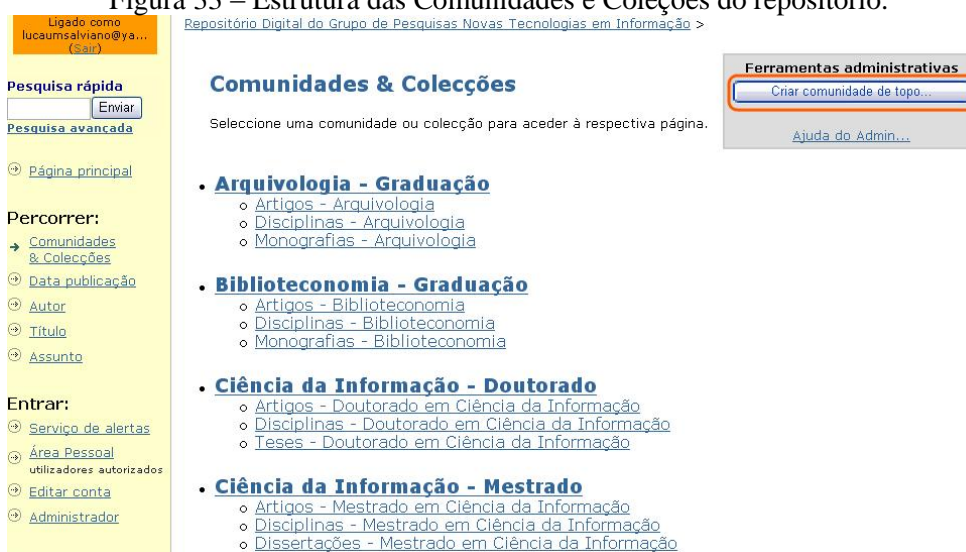 Figura 33 – Estrutura das Comunidades e Coleções do repositório.
Ligado como
lucaumsalviano@ya...
(Sair)
Repositório Digital do Grupo de Pesquisas Novas Tecnologias em Informação >
Pesquisa rápida
Enviar
Pesquisa avançada
Página principal
Percorrer:
Comunidades
& Colecções
Data publicação
Autor
Título
Assunto
Entrar:
Serviço de alertas
Área Pessoal
utilizadores autorizados
Editar conta
Administrador
Comunidades & Colecções
Seleccione uma comunidade ou colecção para aceder à respectiva página.
Arquivologia - Graduação
Artigos - Arquivologia
Disciplinas - Arquivologia
Monografias - Arquivologia
Biblioteconomia - Graduação
Artigos - Biblioteconomia
Disciplinas - Biblioteconomia
Monografias - Biblioteconomia
Ciência da Informação - Doutorado
Artigos - Doutorado em Ciência da Informação
Disciplinas - Doutorado em Ciência da Informação
Teses - Doutorado em Ciência da Informação
Ciência da Informação - Mestrado
Artigos - Mestrado em Ciência da Informação
Disciplinas - Mestrado em Ciência da Informação
Dissertações - Mestrado em Ciência da Informação
Ferramentas administrativas
Criar comunidade de topo...
Ajuda do Admin...